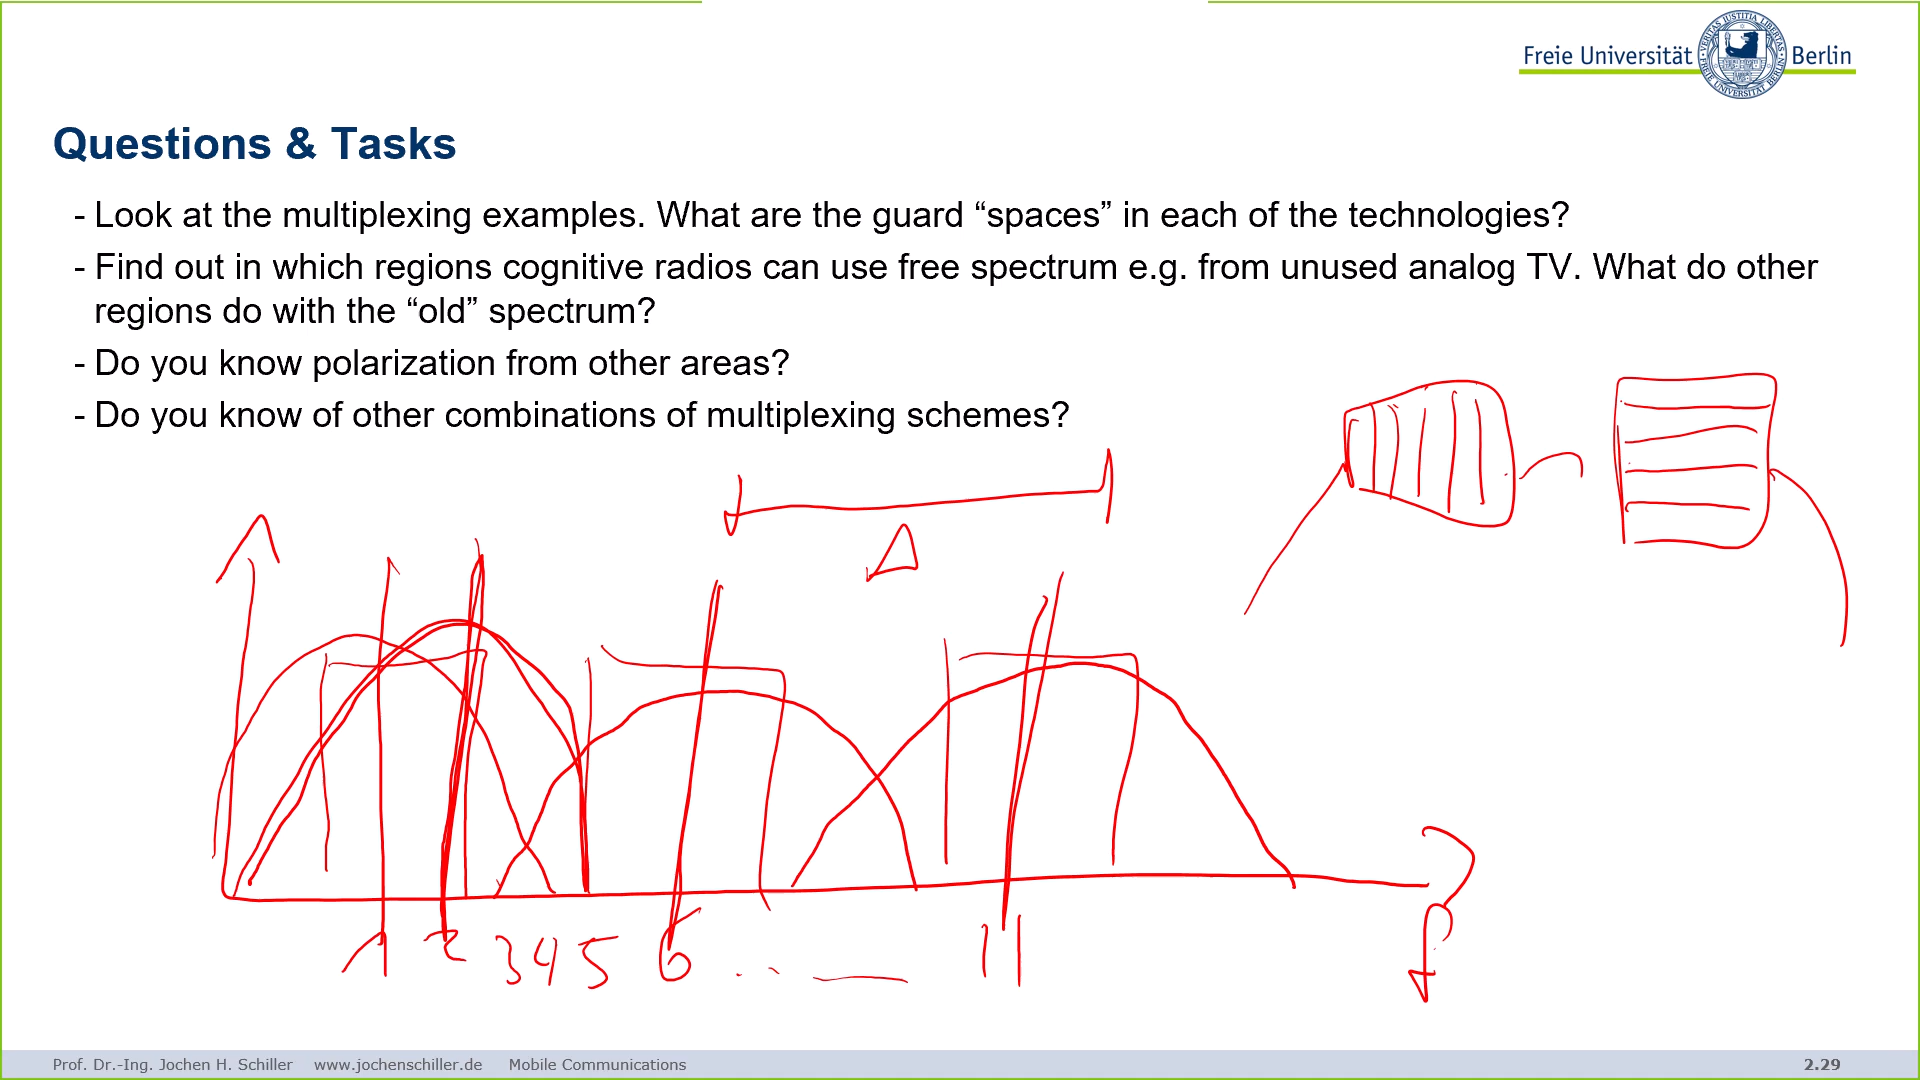 Freie Universität Berlin
Questions & Tasks
- Look at the multiplexing examples. What are the guard “spaces” in each of the technologies?
- Find out in which regions cognitive radios can use free spectrum e.g. from unused analog TV. What do other
regions do with the “old” spectrum?
- Do you know polarization from other areas?
- Do you know of other combinations of multiplexing schemes?
Δ
1 2 3 4 5 6 .. — 11 f
Prof. Dr.-Ing. Jochen H. Schiller www.jochenschiller.de Mobile Communications 2.29